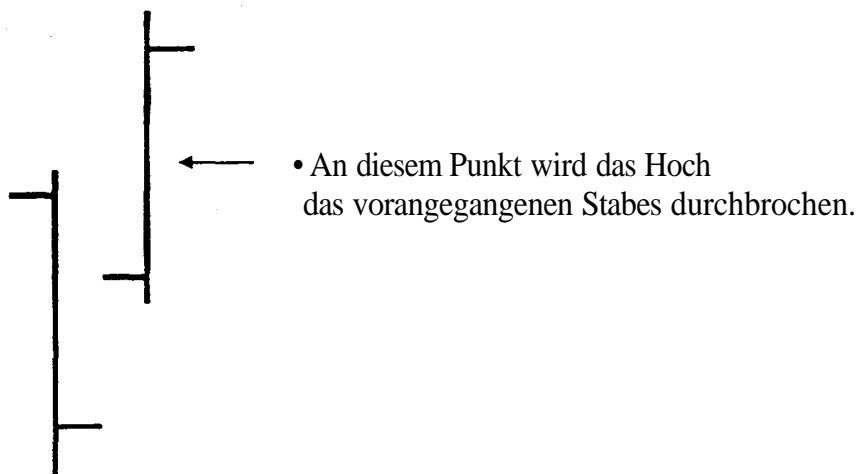 • An diesem Punkt wird das Hoch
das vorangegangenen Stabes durchbrochen.